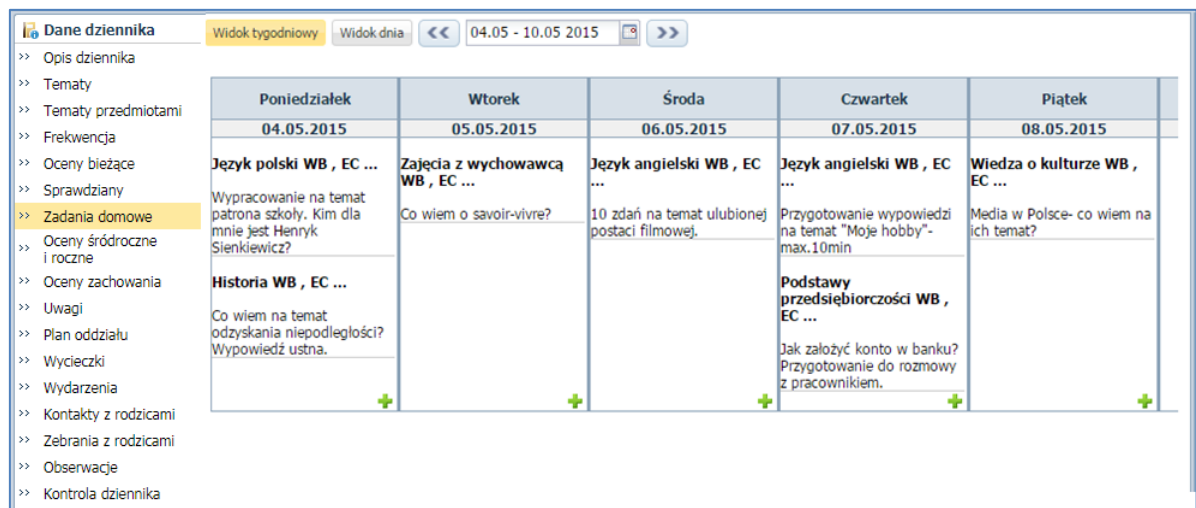 Dane dziennika
>> Opis dziennika
>> Tematy
>> Tematy przedmiotami
>> Frekwencja
>> Oceny bieżące
>> Sprawdziany
>> Zadania domowe
>> Oceny śródroczne
i roczne
>> Oceny zachowania
>> Uwagi
>> Plan oddziału
>> Wycieczki
>> Wydarzenia
>> Kontakty z rodzicami
>> Zebrania z rodzicami
>> Obserwacje
>> Kontrola dziennika
Widok tygodniowy Widok dnia << 04.05 - 10.05 2015 >>
Poniedziałek
04.05.2015
Język polski WB , EC ...
Wypracowanie na temat
patrona szkoły. Kim dla
mnie jest Henryk
Sienkiewicz?
Historia WB , EC ...
Co wiem na temat
odzyskania niepodległości?
Wypowiedź ustna.
Wtorek
05.05.2015
Zajęcia z wychowawcą
WB , EC ...
Co wiem o savoir-vivre?
Środa
06.05.2015
Język angielski WB , EC
...
10 zdań na temat ulubionej
postaci filmowej.
Czwartek
07.05.2015
Język angielski WB , EC
...
Przygotowanie wypowiedzi
na temat "Moje hobby"-
max.10min
Podstawy
przedsiębiorczości WB ,
EC ...
Jak założyć konto w banku?
Przygotowanie do rozmowy
z pracownikiem.
Piątek
08.05.2015
Wiedza o kulturze WB ,
EC ...
Media w Polsce- co wiem na
ich temat?